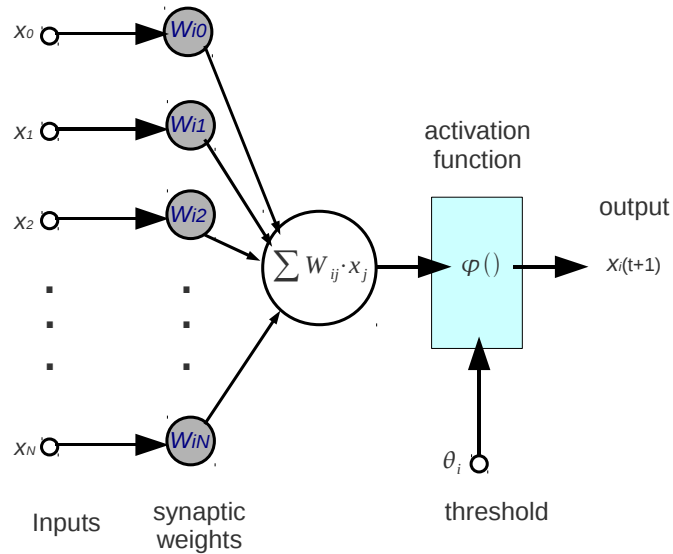 x0
Wi0
x1
Wi1
activation
function
x2
Wi2
output
∑ Wij·xj
φ()
xi(t+1)
xN
WiN
θi
Inputs
synaptic
weights
threshold